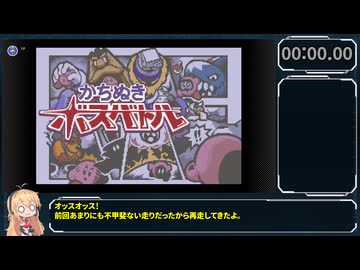 00:00.00
かちぬき
ボスバトル
オッスオッス！
前回あまりにも不甲斐ない走りだったから再走してきたよ。